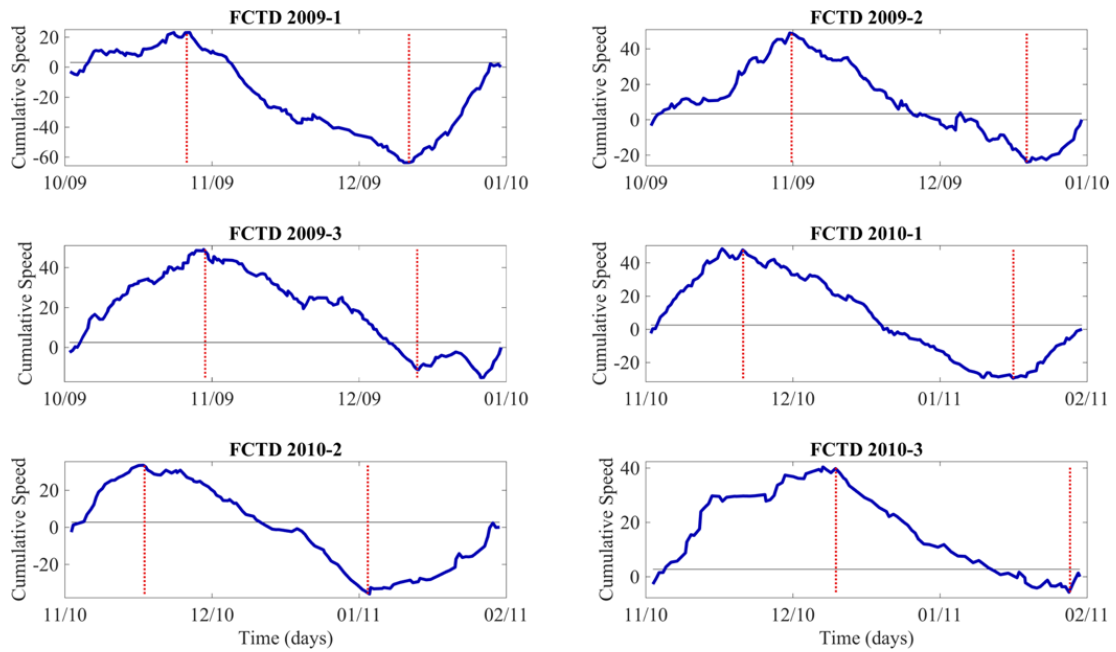 FCTD 2009-1
Cumulative Speed
20
0
-20
-40
-60
10/09 11/09 12/09 01/10
FCTD 2009-2
Cumulative Speed
40
20
0
-20
10/09 11/09 12/09 01/10
FCTD 2009-3
Cumulative Speed
40
20
0
10/09 11/09 12/09 01/10
FCTD 2010-1
Cumulative Speed
40
20
0
-20
11/10 12/10 01/11 02/11
FCTD 2010-2
Cumulative Speed
20
0
-20
11/10 12/10 01/11 02/11
Time (days)
FCTD 2010-3
Cumulative Speed
40
20
0
11/10 12/10 01/11 02/11
Time (days)